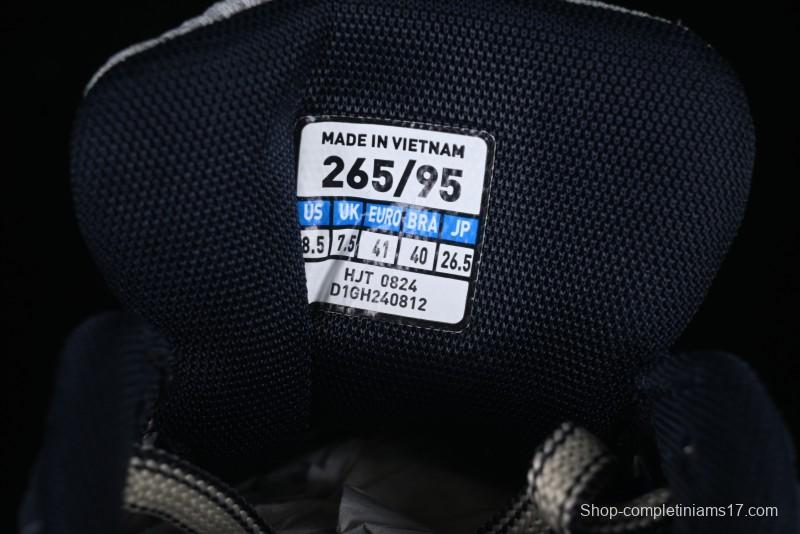 MADE IN VIETNAM
265/95
US UK EURO BRA JP
8.5 7.5 41 40 26.5
HJT 0824
D1GH240812
Shop-completiniams17.com